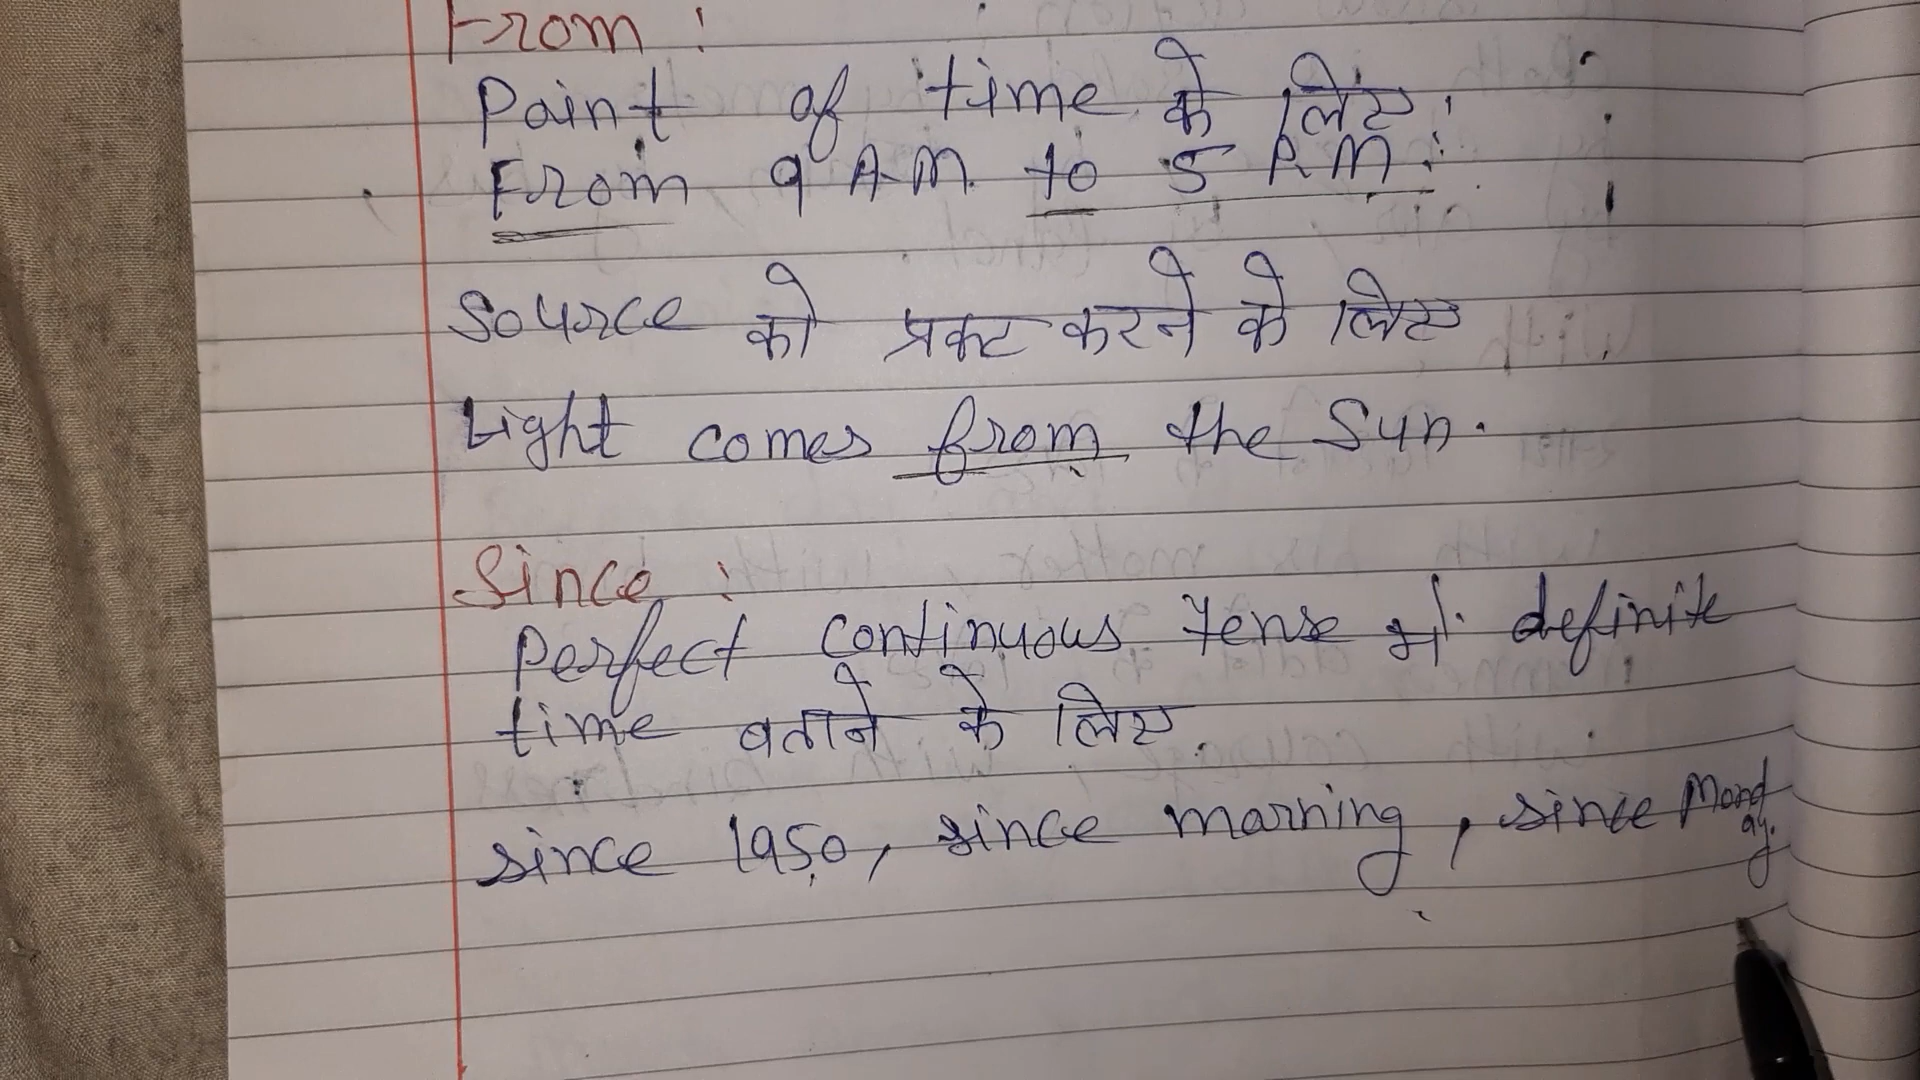 From :
Point of time के लिए :
From 9 A.M. to 5 P.M.
Source को प्रकट करने के लिए
Light comes from the Sun.
Since :
Perfect continuous Tense में definite
time बताने के लिए.
since 1950, since morning, since Monday.